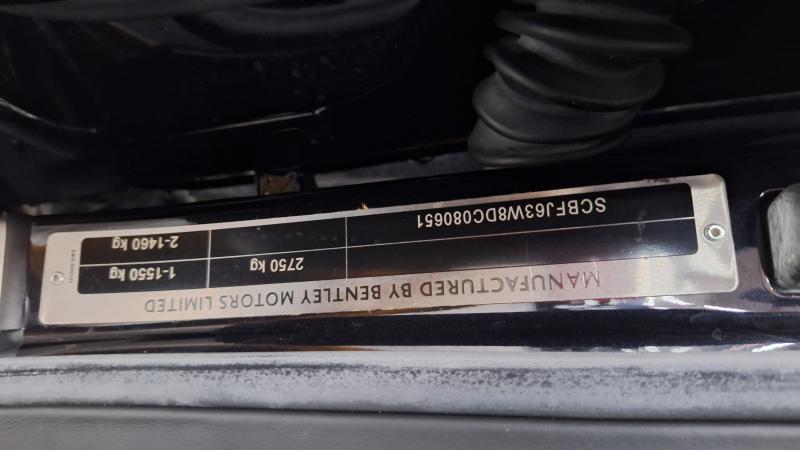 MANUFACTURED BY BENTLEY MOTORS LIMITED
2750 kg
1-1550 kg
SCBFJ63W8DC080651
2-1460 kg